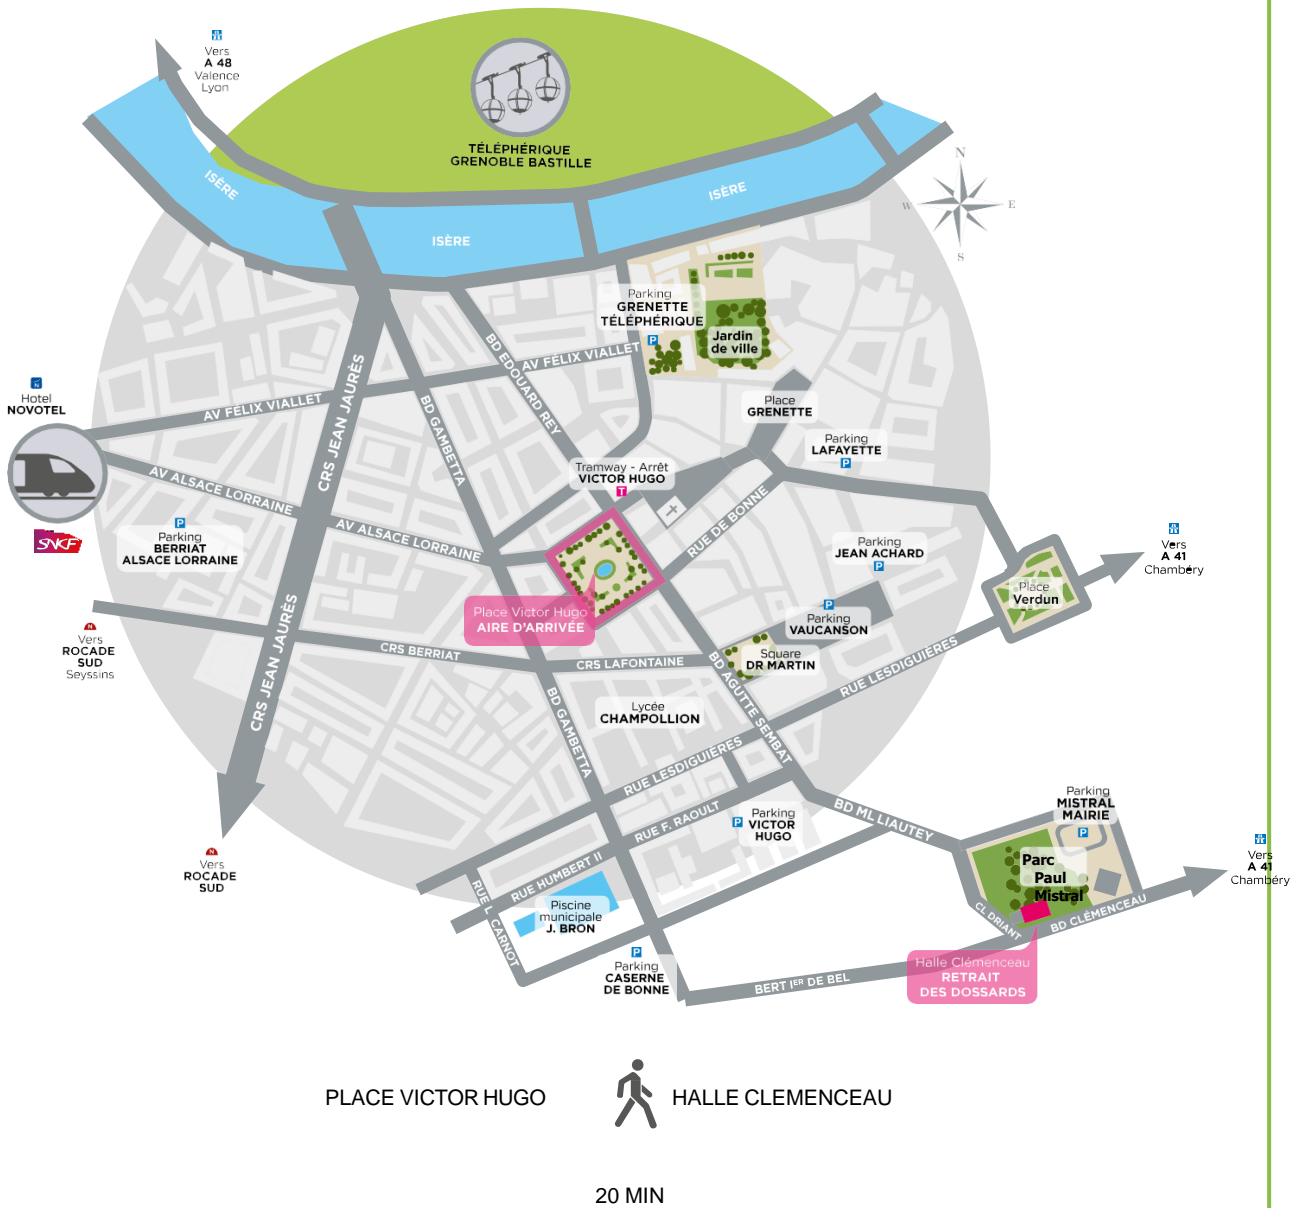 Vers
A 48
Valence
Lyon
TÉLÉPHÉRIQUE
GRENOBLE BASTILLE
ISÈRE
ISÈRE
ISÈRE
N
W
E
S
Parking
GRENETTE
TÉLÉPHÉRIQUE
P
Jardin
de ville
BD EDOUARD REY
AV FÉLIX VIALLET
Hotel
NOVOTEL
AV FÉLIX VIALLET
CRS JEAN JAURÈS
BD GAMBETTA
Place
GRENETTE
Parking
LAFAYETTE
P
Tramway - Arrêt
VICTOR HUGO
T
AV ALSACE LORRAINE
AV ALSACE LORRAINE
RUE DE BONNE
SNCF
P
Parking
BERRIAT
ALSACE LORRAINE
Parking
JEAN ACHARD
P
Vers
A 41
Chambéry
Place
Verdun
Place Victor Hugo
AIRE D'ARRIVÉE
P
Parking
VAUCANSON
N
Vers
ROCADE
SUD
Seyssins
CRS BERRIAT
CRS LAFONTAINE
Square
DR MARTIN
RUE LESDIGUIÈRES
CRS JEAN JAURÈS
BD GAMBETTA
BD AGUTTE SEMBAT
Lycée
CHAMPOLLION
RUE LESDIGUIÈRES
RUE F. RAOULT
P
Parking
VICTOR
HUGO
BD ML LIAUTEY
Parking
MISTRAL
MAIRIE
P
N
Vers
ROCADE
SUD
Vers
A 41
Chambéry
RUE HUMBERT II
RUE L. CARNOT
Piscine
municipale
J. BRON
Parc
Paul
Mistral
CL DRIANT
BD CLÉMENCEAU
P
Parking
CASERNE
DE BONNE
BERT IER DE BEL
Halle Clémenceau
RETRAIT
DES DOSSARDS
PLACE VICTOR HUGO
HALLE CLEMENCEAU
20 MIN